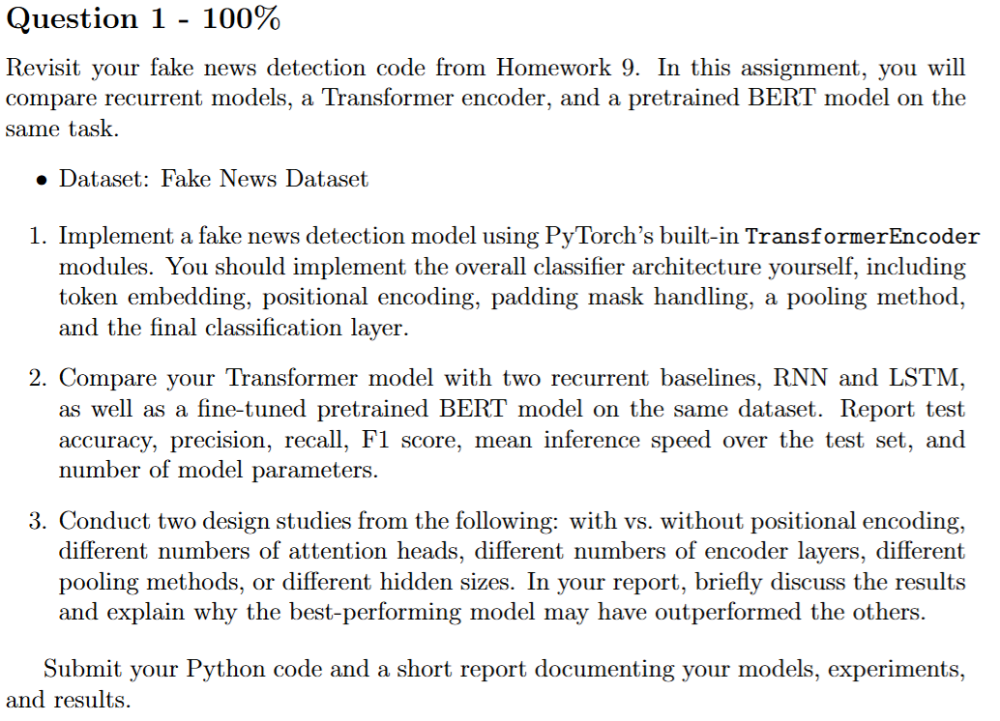 Question 1 - 100%
Revisit your fake news detection code from Homework 9. In this assignment, you will
compare recurrent models, a Transformer encoder, and a pretrained BERT model on the
same task.
• Dataset: Fake News Dataset
1. Implement a fake news detection model using PyTorch's built-in TransformerEncoder
modules. You should implement the overall classifier architecture yourself, including
token embedding, positional encoding, padding mask handling, a pooling method,
and the final classification layer.
2. Compare your Transformer model with two recurrent baselines, RNN and LSTM,
as well as a fine-tuned pretrained BERT model on the same dataset. Report test
accuracy, precision, recall, F1 score, mean inference speed over the test set, and
number of model parameters.
3. Conduct two design studies from the following: with vs. without positional encoding,
different numbers of attention heads, different numbers of encoder layers, different
pooling methods, or different hidden sizes. In your report, briefly discuss the results
and explain why the best-performing model may have outperformed the others.
Submit your Python code and a short report documenting your models, experiments,
and results.